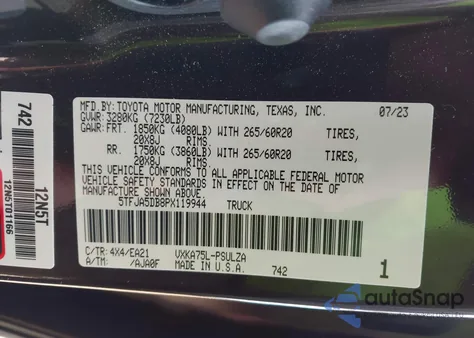 MFD.BY: TOYOTA MOTOR MANUFACTURING, TEXAS, INC. 07/23
GVWR: 3280KG (7230LB)
GAWR: FRT. 1850KG (4080LB) WITH 265/60R20 TIRES,
20X8J RIMS.
RR. 1750KG (3860LB) WITH 265/60R20 TIRES,
20X8J RIMS.
THIS VEHICLE CONFORMS TO ALL APPLICABLE FEDERAL MOTOR
VEHICLE SAFETY STANDARDS IN EFFECT ON THE DATE OF
MANUFACTURE SHOWN ABOVE.
5TFJA5DB8PX119944 TRUCK
C/TR: 4X4/EA21 VXKA75L-PSULZA
A/TM: /AJA0F MADE IN U.S.A. 742 1
742
12N5T
12N5T01166
autoSnap